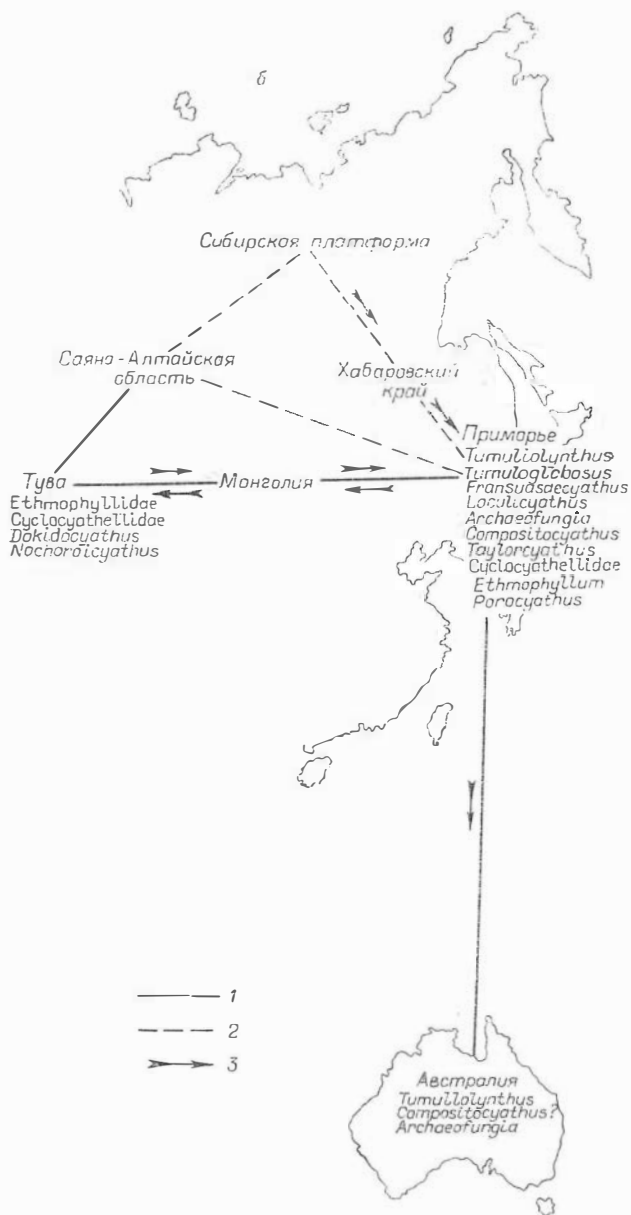 б
Сибирская платформа
Саяно-Алтайская
область
Хабаровский
край
Приморье
Tumuliolynthus
Tumuloglobosus
Fransuasaecyathus
Loculicyathus
Archaeofungia
Compositocyathus
Taylorcyathus
Cyclocyathellidae
Ethmophyllum
Porocyathus
Тува
Ethmophyllidae
Cyclocyathellidae
Dokidocyathus
Nochoroicyathus
Монголия
1
2
3
Австралия
Tumullolynthus
Compositocyathus?
Archaeofungia